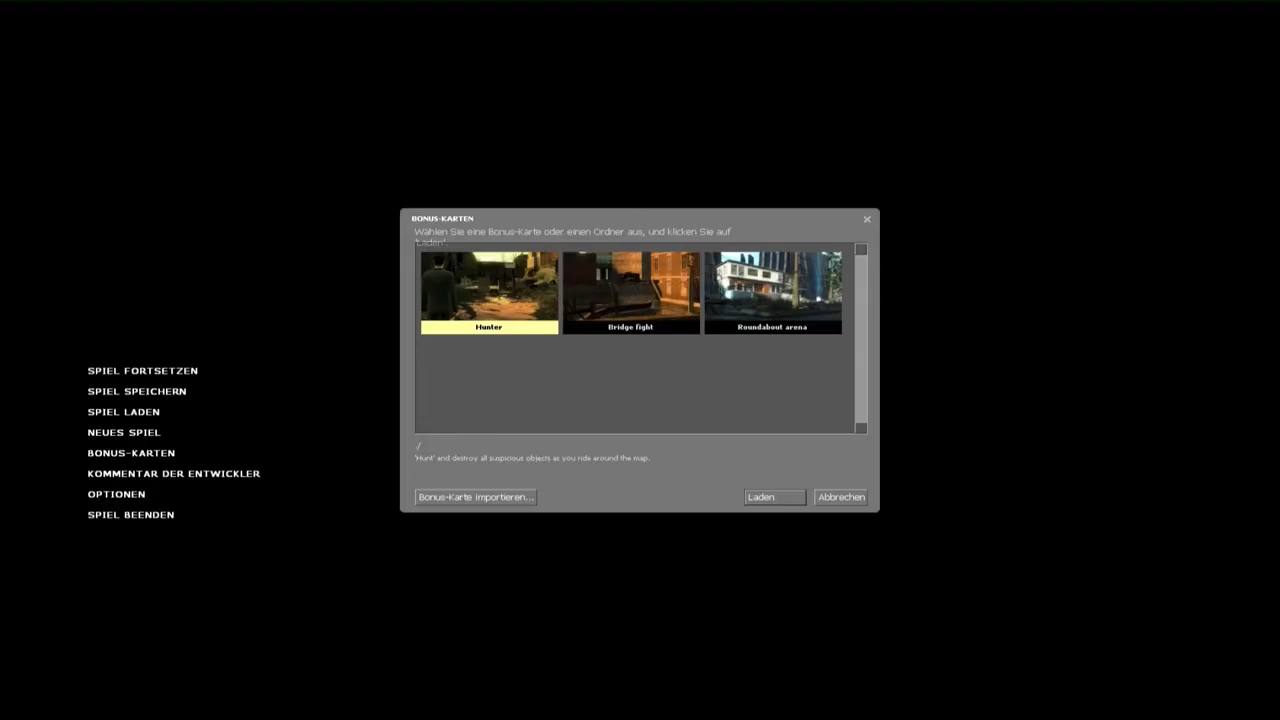 BONUS-KARTEN
Wählen Sie eine Bonus-Karte oder einen Ordner aus, und klicken Sie auf
'Laden'.
Hunter
Bridge fight
Roundabout arena
SPIEL FORTSETZEN
SPIEL SPEICHERN
SPIEL LADEN
NEUES SPIEL
BONUS-KARTEN
KOMMENTAR DER ENTWICKLER
OPTIONEN
SPIEL BEENDEN
./
'Hunt' and destroy all suspicious objects as you ride around the map.
Bonus-Karte importieren...
Laden
Abbrechen